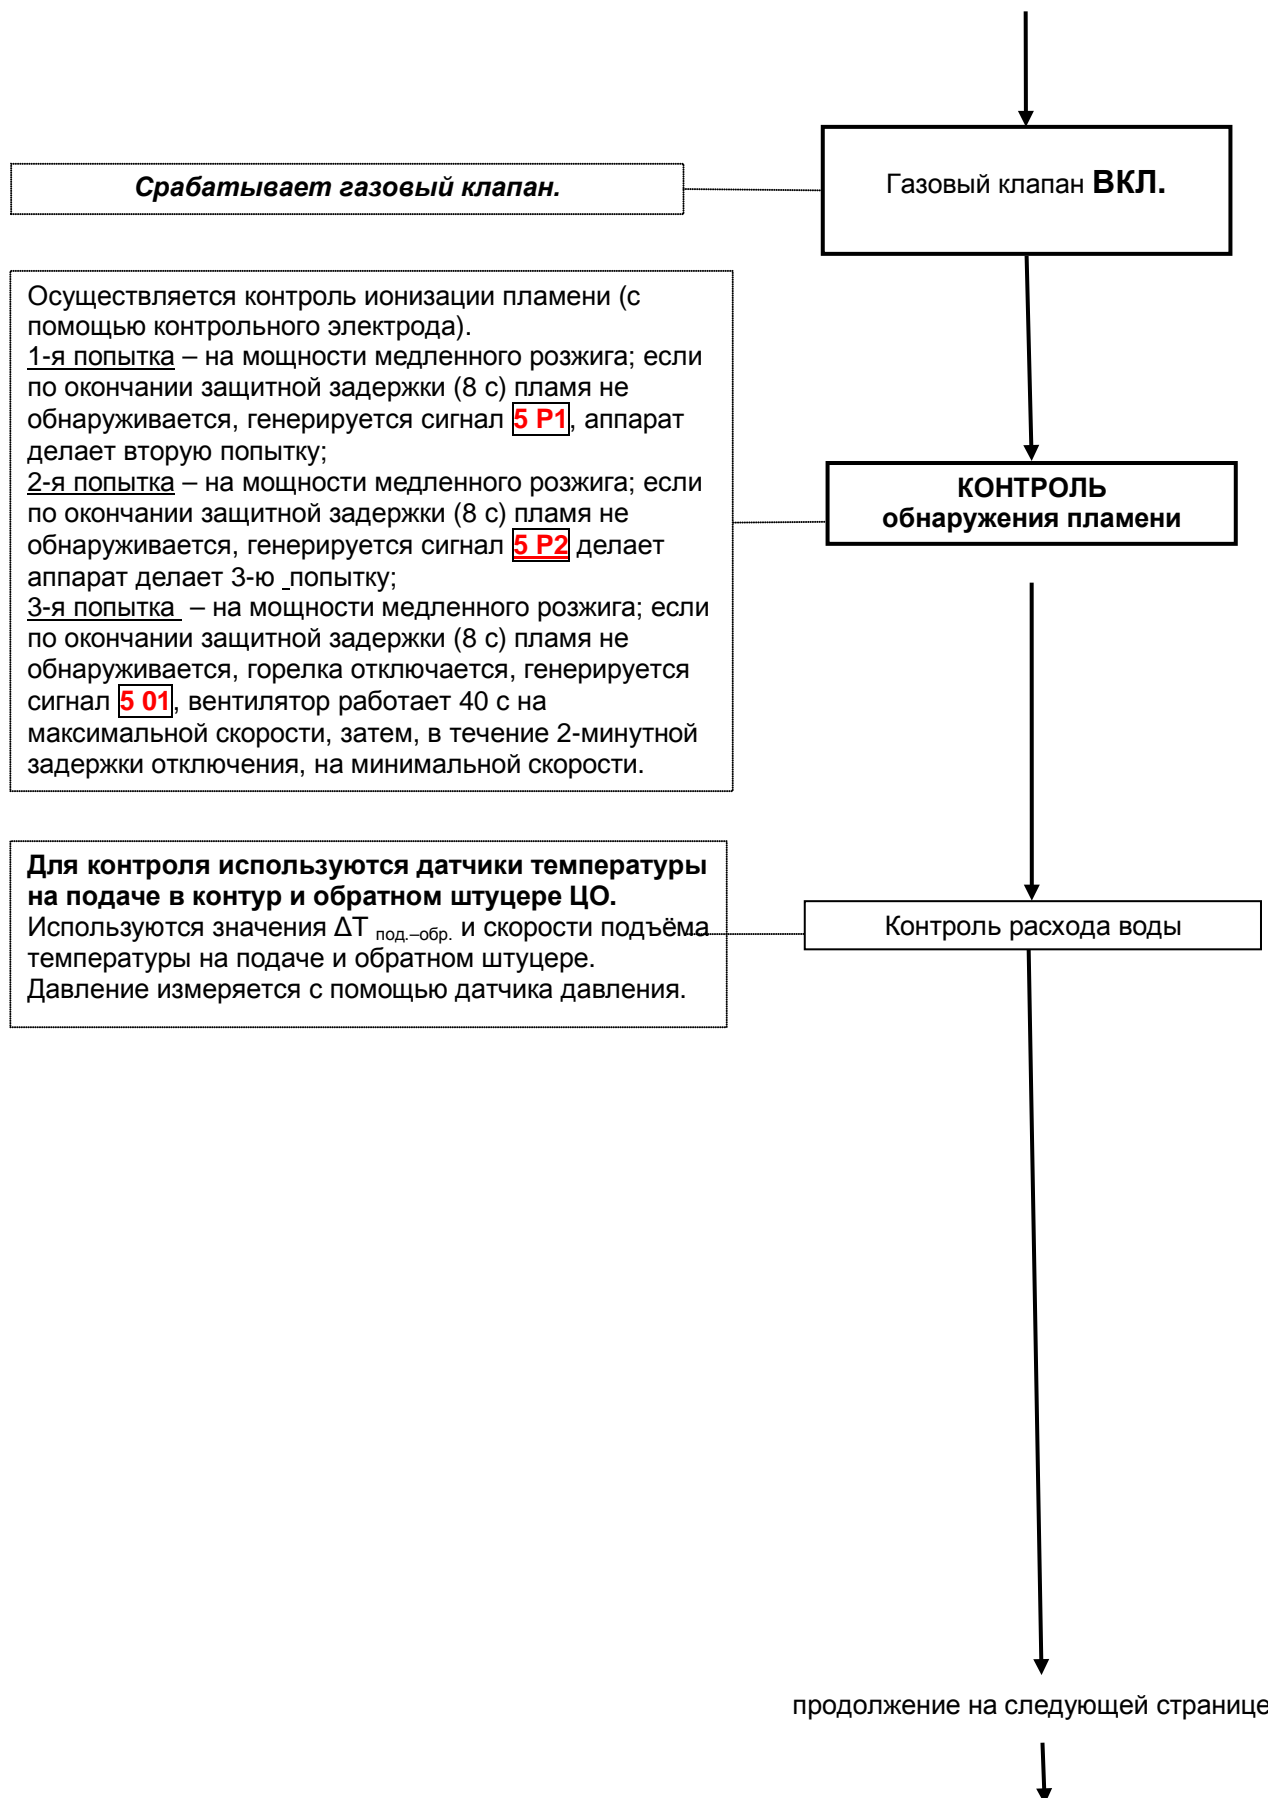 Срабатывает газовый клапан.
Газовый клапан ВКЛ.
Осуществляется контроль ионизации пламени (с
помощью контрольного электрода).
1-я попытка – на мощности медленного розжига; если
по окончании защитной задержки (8 с) пламя не
обнаруживается, генерируется сигнал 5 P1, аппарат
делает вторую попытку;
2-я попытка – на мощности медленного розжига; если
по окончании защитной задержки (8 с) пламя не
обнаруживается, генерируется сигнал 5 P2 делает
аппарат делает 3-ю попытку;
3-я попытка – на мощности медленного розжига; если
по окончании защитной задержки (8 с) пламя не
обнаруживается, горелка отключается, генерируется
сигнал 5 01, вентилятор работает 40 с на
максимальной скорости, затем, в течение 2-минутной
задержки отключения, на минимальной скорости.
КОНТРОЛЬ
обнаружения пламени
Для контроля используются датчики температуры
на подаче в контур и обратном штуцере ЦО.
Используются значения ΔT под.–обр. и скорости подъёма
температуры на подаче и обратном штуцере.
Давление измеряется с помощью датчика давления.
Контроль расхода воды
продолжение на следующей странице